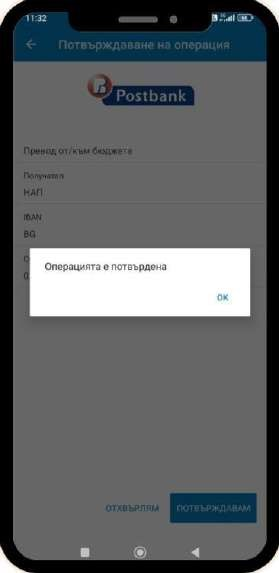 11:32
Потвърждаване на операция
Postbank
Превод от/към бюджета
Получател
НАП
IBAN
BG
Операцията е потвърдена
OK
ОТХВЪРЛЯМ
ПОТВЪРЖДАВАМ